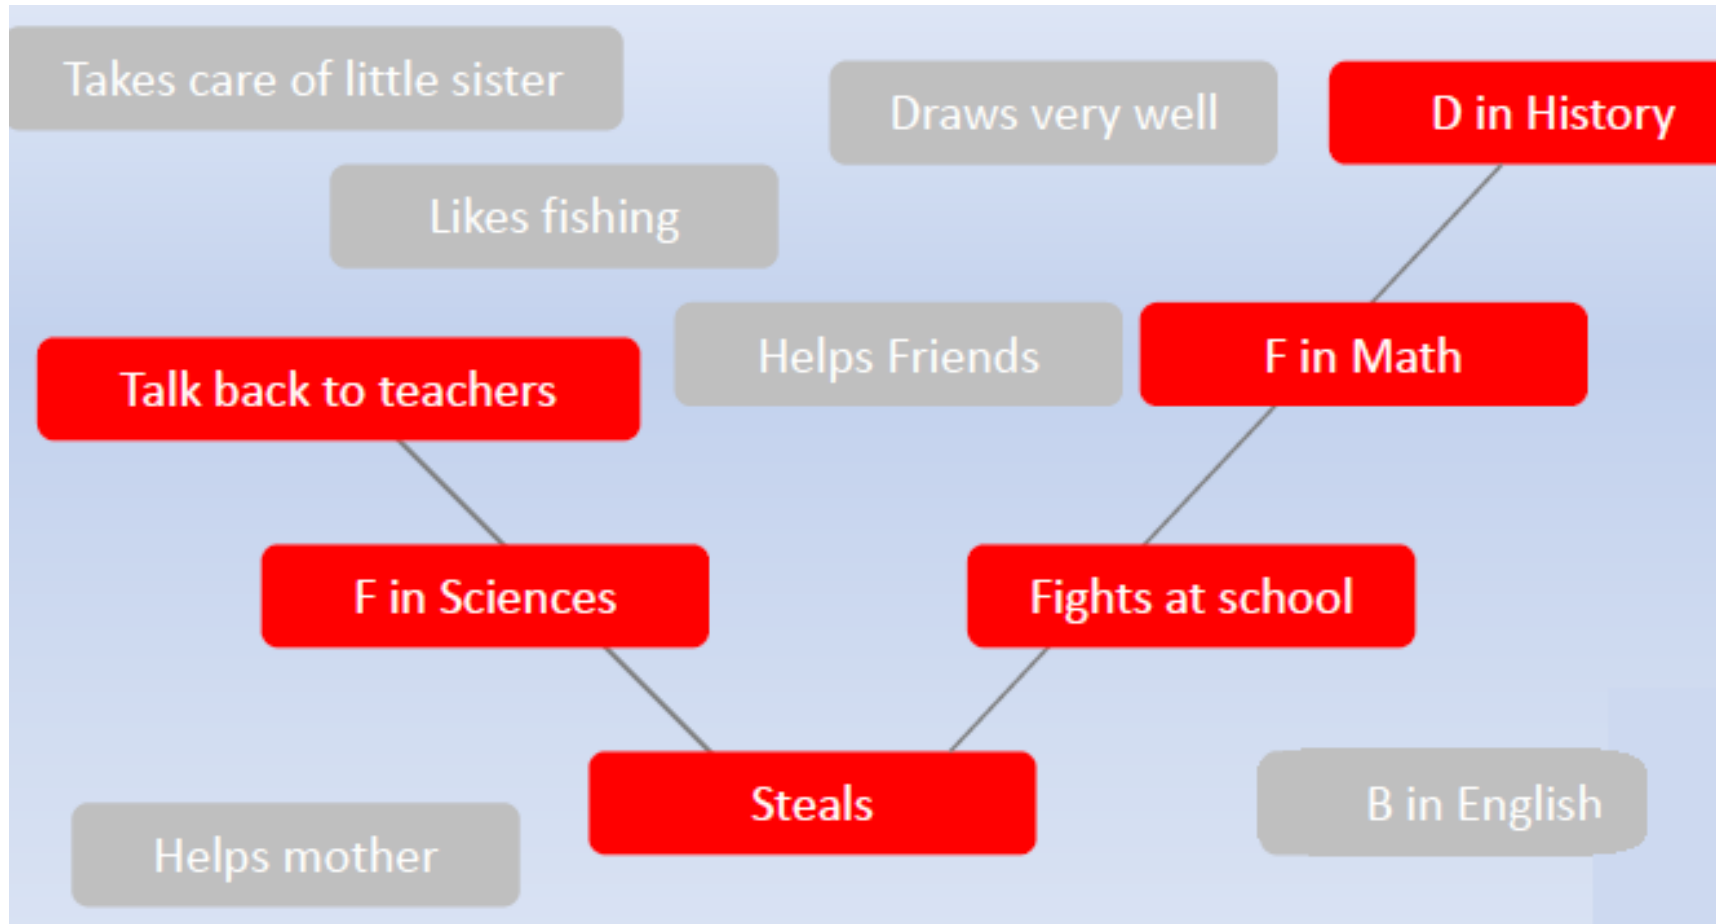 Takes care of little sister
Draws very well
D in History
Likes fishing
Helps Friends
F in Math
Talk back to teachers
F in Sciences
Fights at school
Steals
B in English
Helps mother